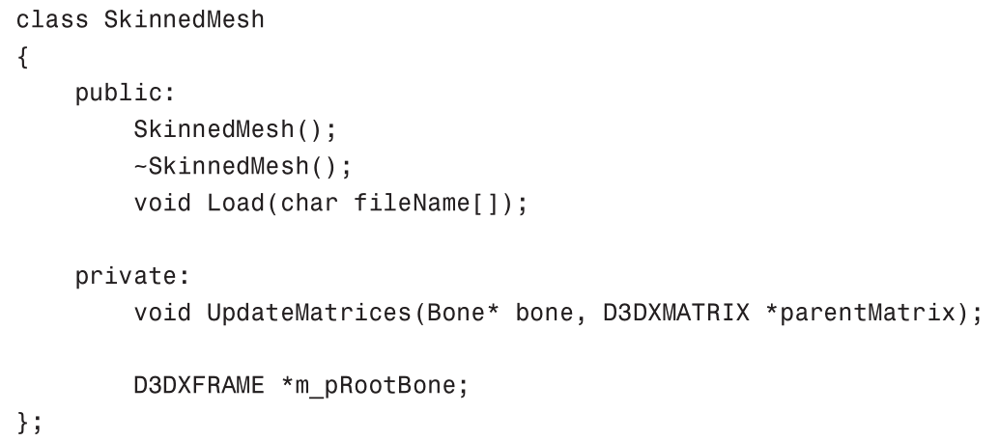 class SkinnedMesh
{
    public:
        SkinnedMesh();
        ~SkinnedMesh();
        void Load(char fileName[]);

    private:
        void UpdateMatrices(Bone* bone, D3DXMATRIX *parentMatrix);

        D3DXFRAME *m_pRootBone;
};